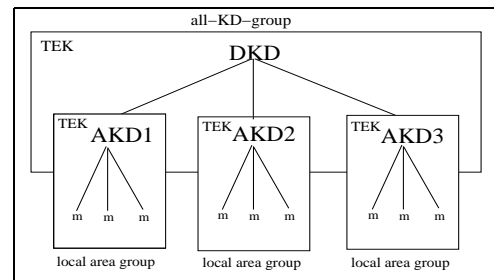 all-KD-group
TEK
DKD
TEK AKD1 TEK AKD2 TEK AKD3
m m m m m m m m m
local area group local area group local area group